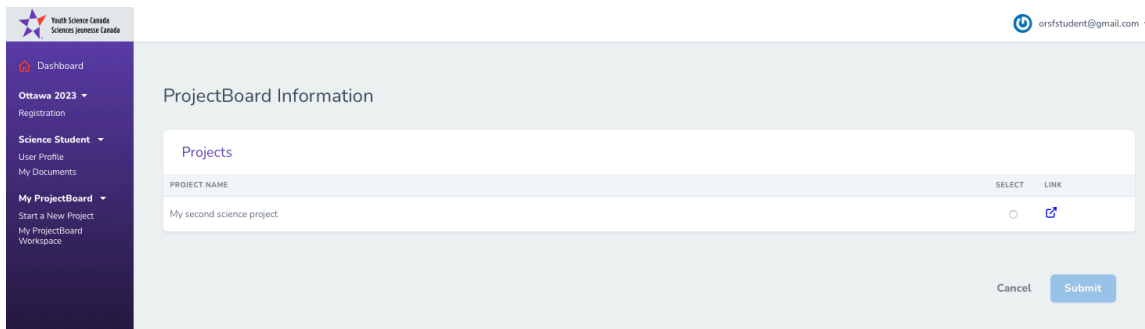 Youth Science Canada
Sciences jeunesse Canada
orsfstudent@gmail.com
Dashboard
Ottawa 2023
Registration
Science Student
User Profile
My Documents
My ProjectBoard
Start a New Project
My ProjectBoard
Workspace
ProjectBoard Information
Projects
PROJECT NAME SELECT LINK
My second science project
Cancel Submit